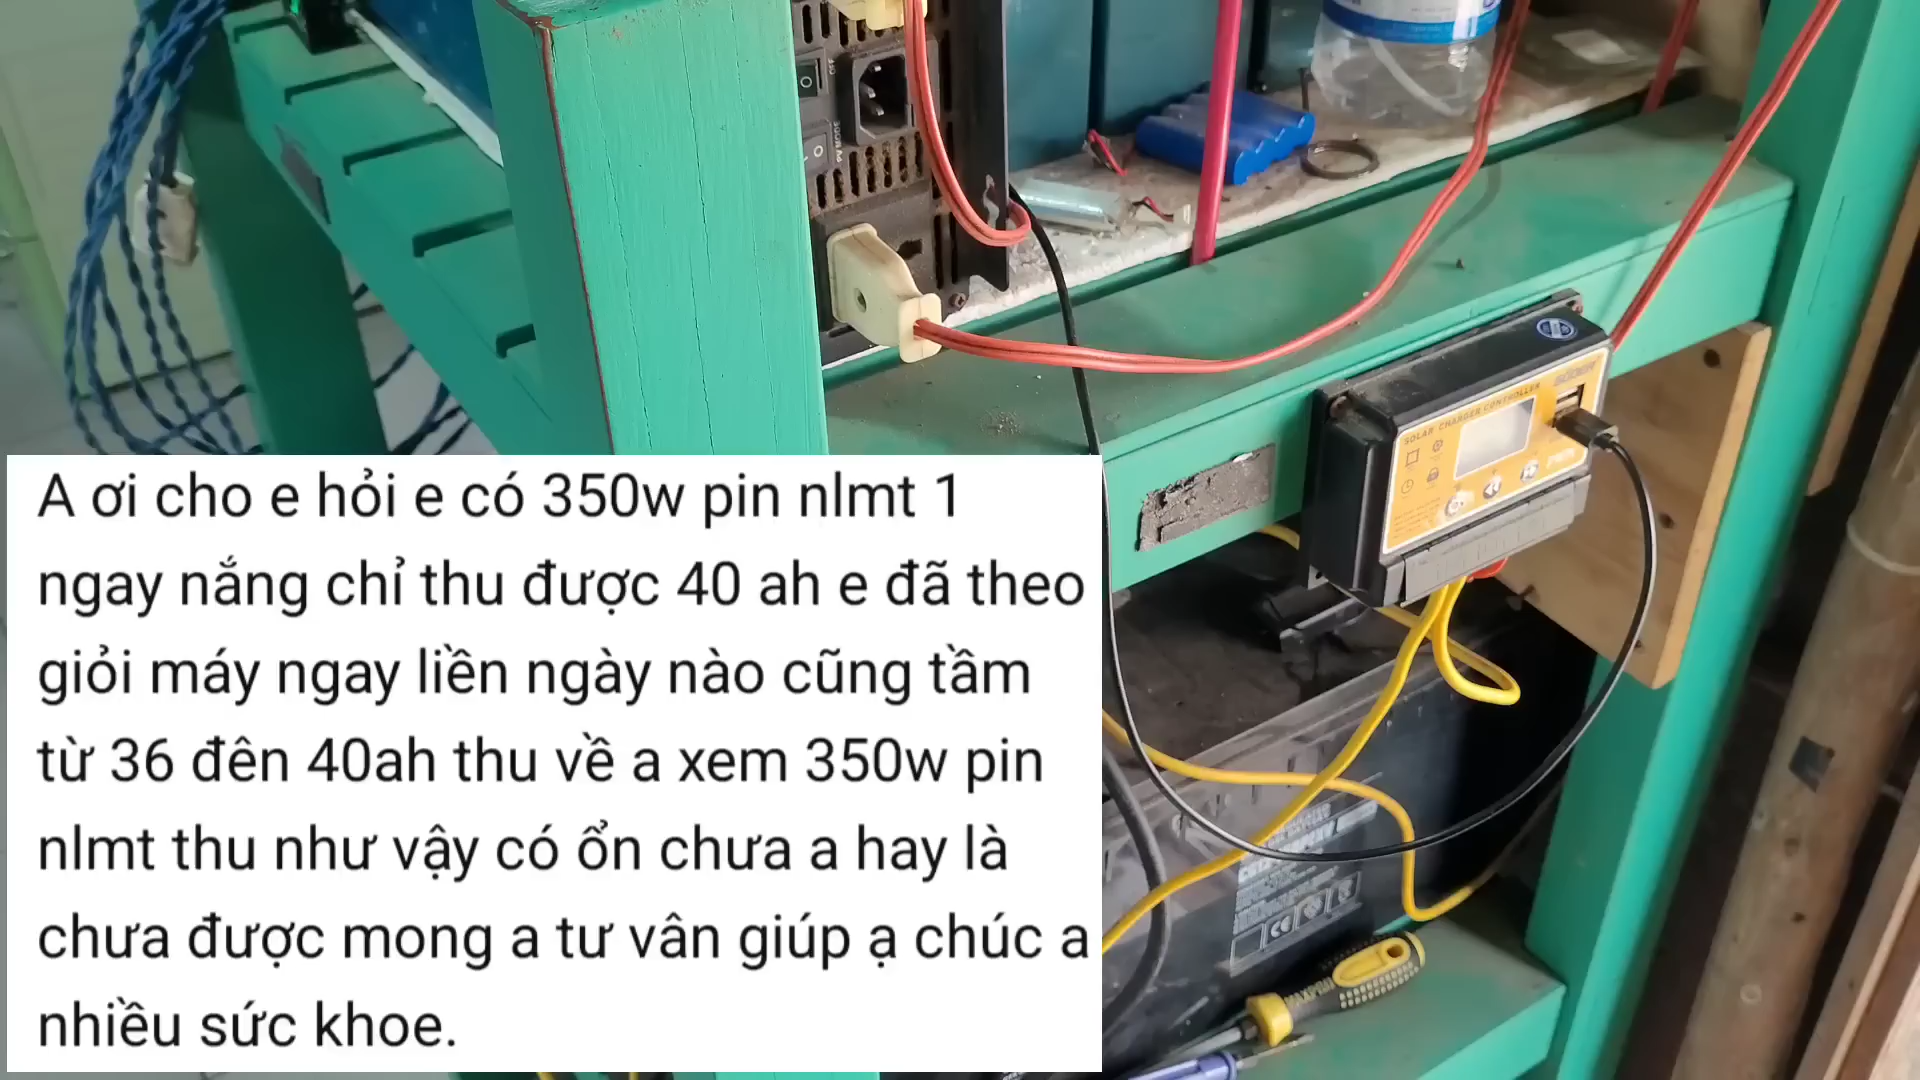 A ơi cho e hỏi e có 350w pin nlmt 1
ngay nắng chỉ thu được 40 ah e đã theo
giỏi máy ngay liền ngày nào cũng tầm
từ 36 đên 40ah thu về a xem 350w pin
nlmt thu như vậy có ổn chưa a hay là
chưa được mong a tư vân giúp ạ chúc a
nhiều sức khoe.
SOLAR CHARGER CONTROLLER